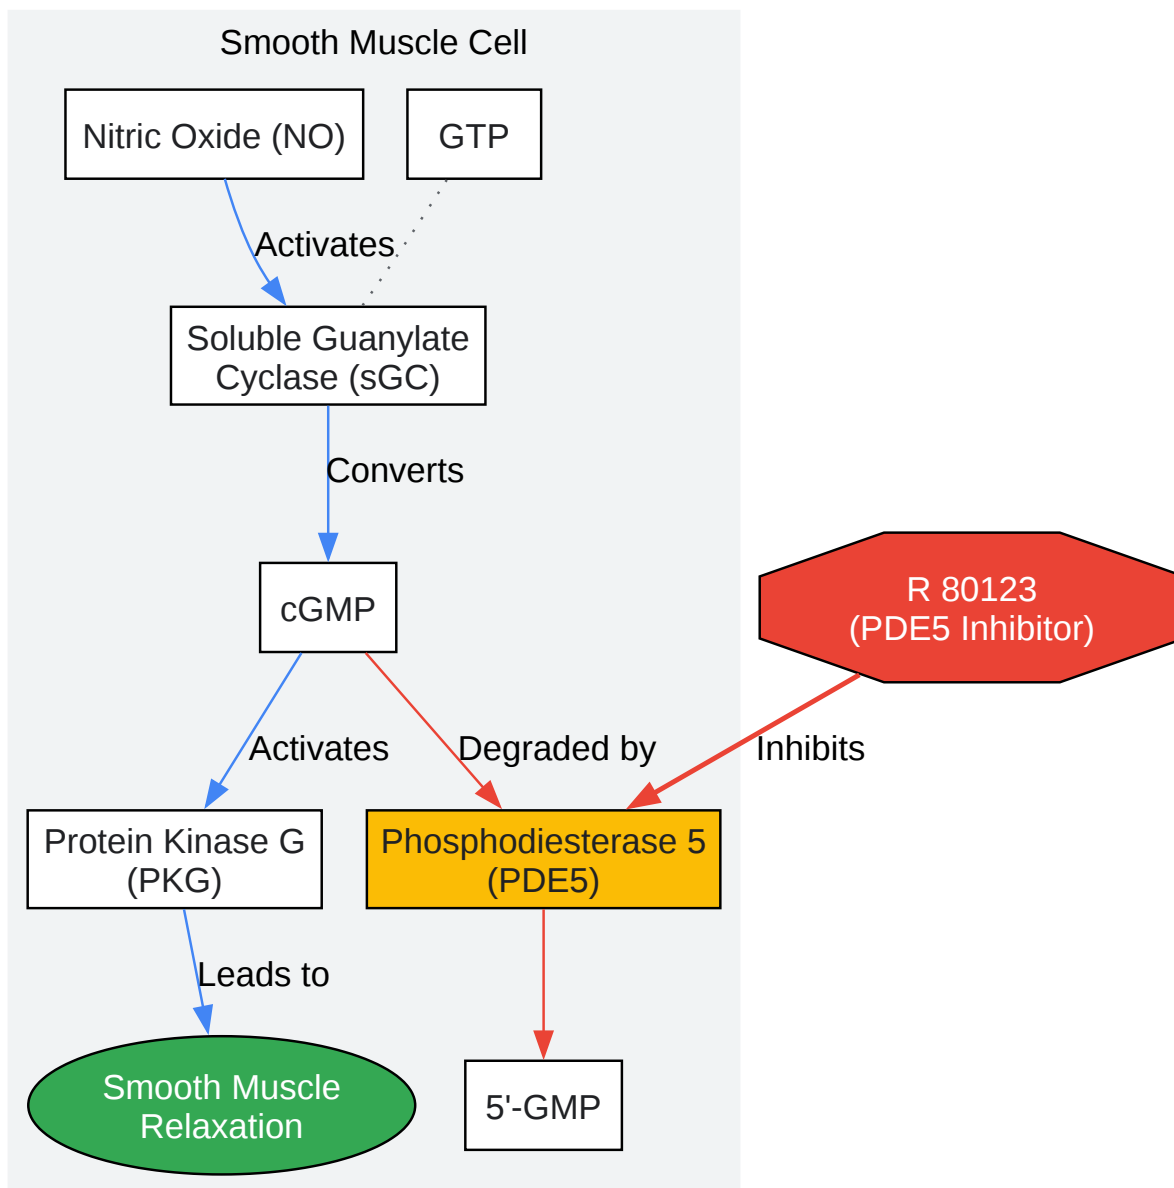 Smooth Muscle Cell
Nitric Oxide (NO)
GTP
Activates
Soluble Guanylate
Cyclase (sGC)
Converts
cGMP
R 80123
(PDE5 Inhibitor)
Activates
Degraded by
Inhibits
Protein Kinase G
(PKG)
Phosphodiesterase 5
(PDE5)
Leads to
Smooth Muscle
Relaxation
5'-GMP